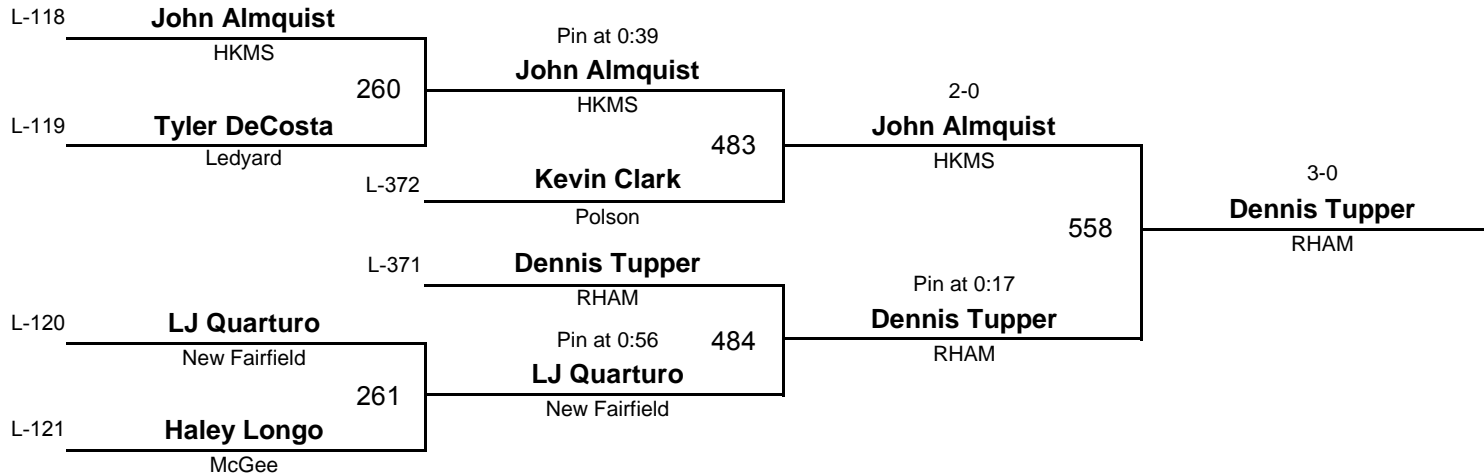 L-118
John Almquist
HKMS
260
L-119
Tyler DeCosta
Ledyard
Pin at 0:39
John Almquist
HKMS
483
L-372
Kevin Clark
Polson
2-0
John Almquist
HKMS
558
3-0
Dennis Tupper
RHAM
L-371
Dennis Tupper
RHAM
484
Pin at 0:17
Dennis Tupper
RHAM
L-120
LJ Quarturo
New Fairfield
261
Pin at 0:56
LJ Quarturo
New Fairfield
L-121
Haley Longo
McGee